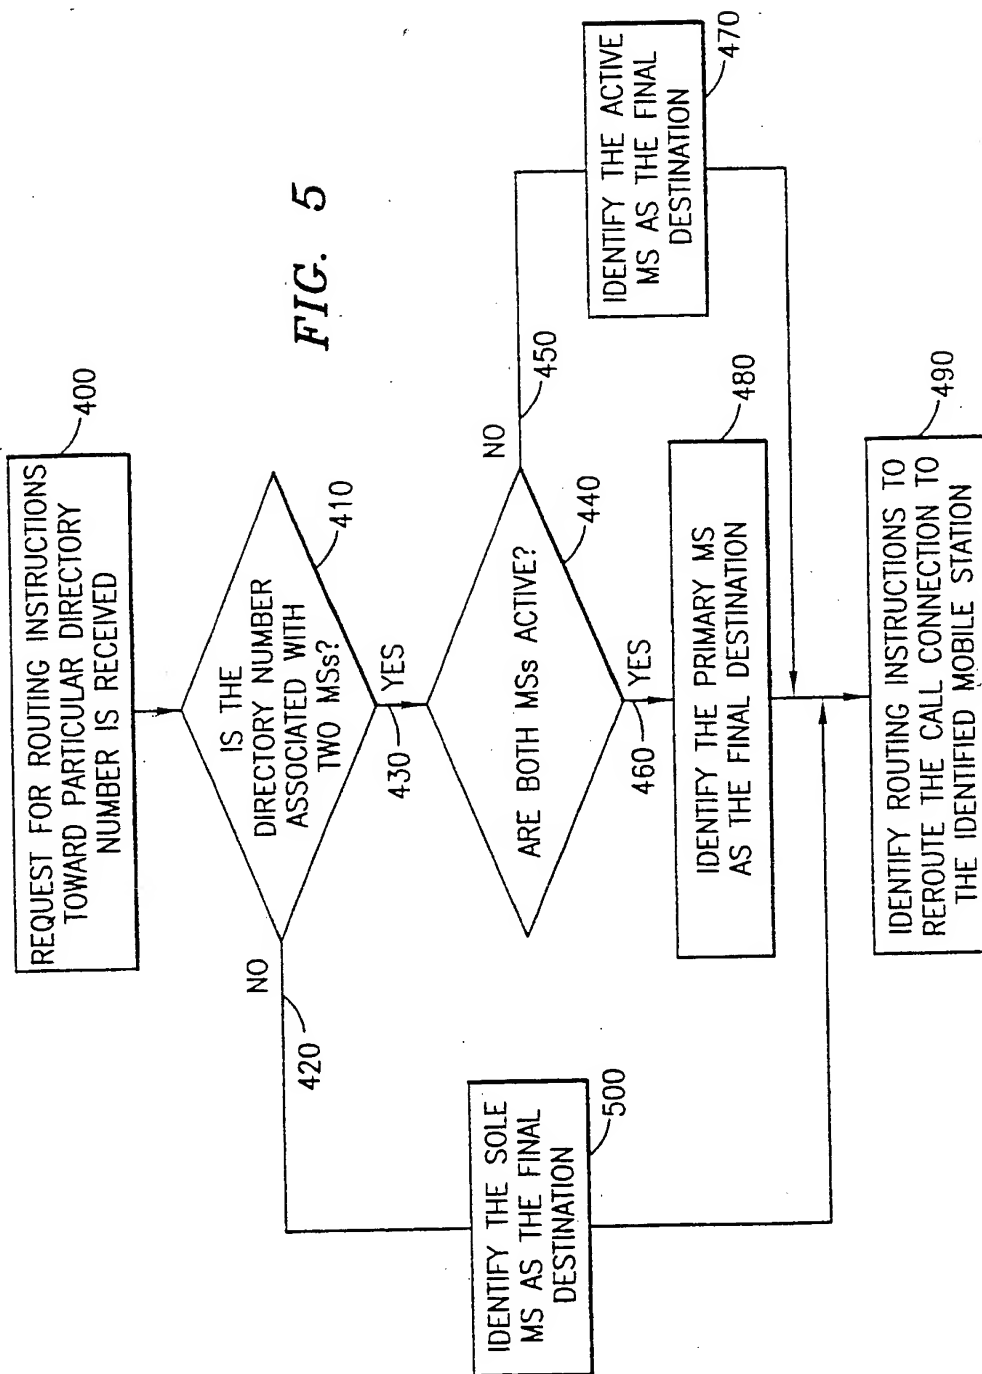 FIG. 5
REQUEST FOR ROUTING INSTRUCTIONS
TOWARD PARTICULAR DIRECTORY
NUMBER IS RECEIVED
400
IS THE
DIRECTORY NUMBER
ASSOCIATED WITH
TWO MSs?
410
NO
420
YES
430
ARE BOTH MSs ACTIVE?
440
NO
450
YES
460
IDENTIFY THE ACTIVE
MS AS THE FINAL
DESTINATION
470
IDENTIFY THE PRIMARY MS
AS THE FINAL DESTINATION
480
IDENTIFY THE SOLE
MS AS THE FINAL
DESTINATION
500
IDENTIFY ROUTING INSTRUCTIONS TO
REROUTE THE CALL CONNECTION TO
THE IDENTIFIED MOBILE STATION
490